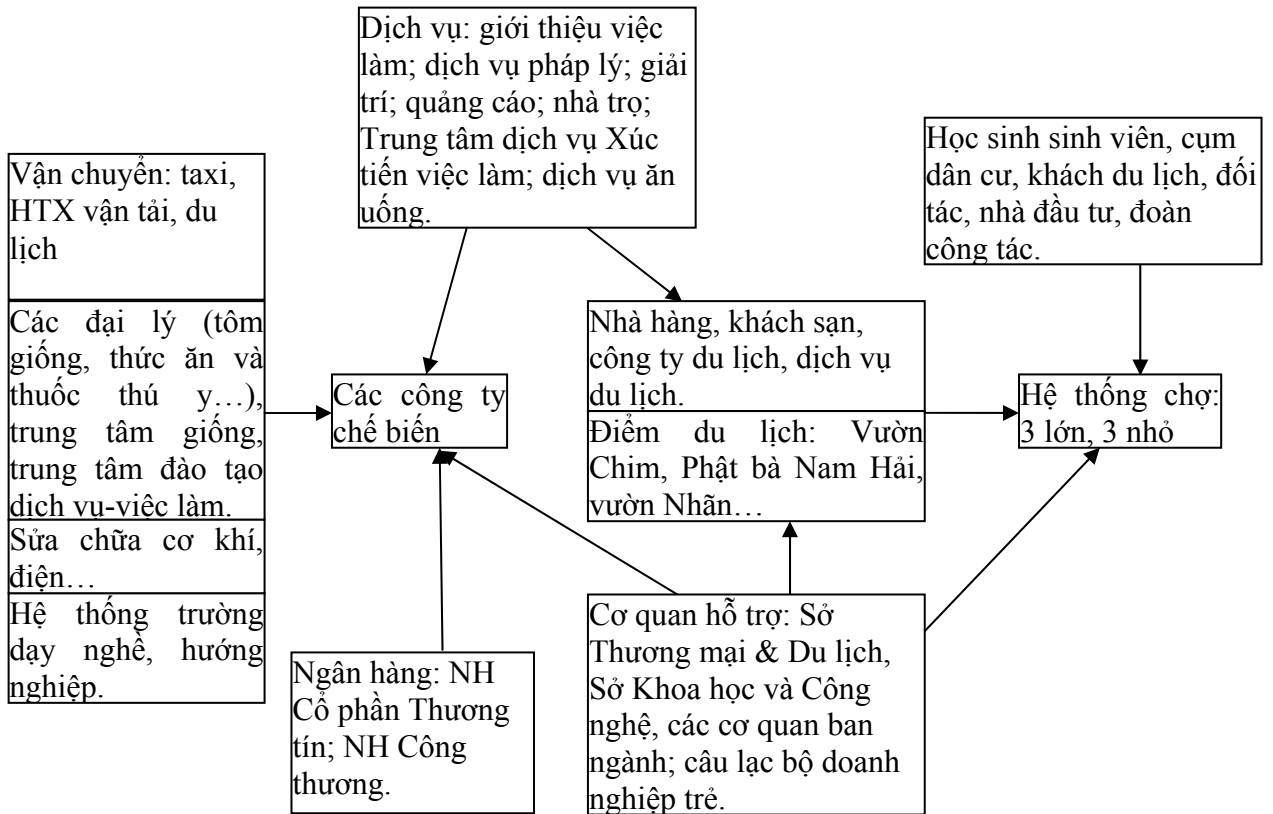 Dịch vụ: giới thiệu việc
làm; dịch vụ pháp lý; giải
trí; quảng cáo; nhà trọ;
Trung tâm dịch vụ Xúc
tiến việc làm; dịch vụ ăn
uống.
Học sinh sinh viên, cụm
dân cư, khách du lịch, đối
tác, nhà đầu tư, đoàn
công tác.
Vận chuyển: taxi,
HTX vận tải, du
lịch
Các đại lý (tôm
giống, thức ăn và
thuốc thú y…),
trung tâm giống,
trung tâm đào tạo
dịch vụ-việc làm.
Sửa chữa cơ khí,
điện…
Hệ thống trường
dạy nghề, hướng
nghiệp.
Các công ty
chế biến
Nhà hàng, khách sạn,
công ty du lịch, dịch vụ
du lịch.
Điểm du lịch: Vườn
Chim, Phật bà Nam Hải,
vườn Nhãn…
Hệ thống chợ:
3 lớn, 3 nhỏ
Ngân hàng: NH
Cổ phần Thương
tín; NH Công
thương.
Cơ quan hỗ trợ: Sở
Thương mại & Du lịch,
Sở Khoa học và Công
nghệ, các cơ quan ban
ngành; câu lạc bộ doanh
nghiệp trẻ.